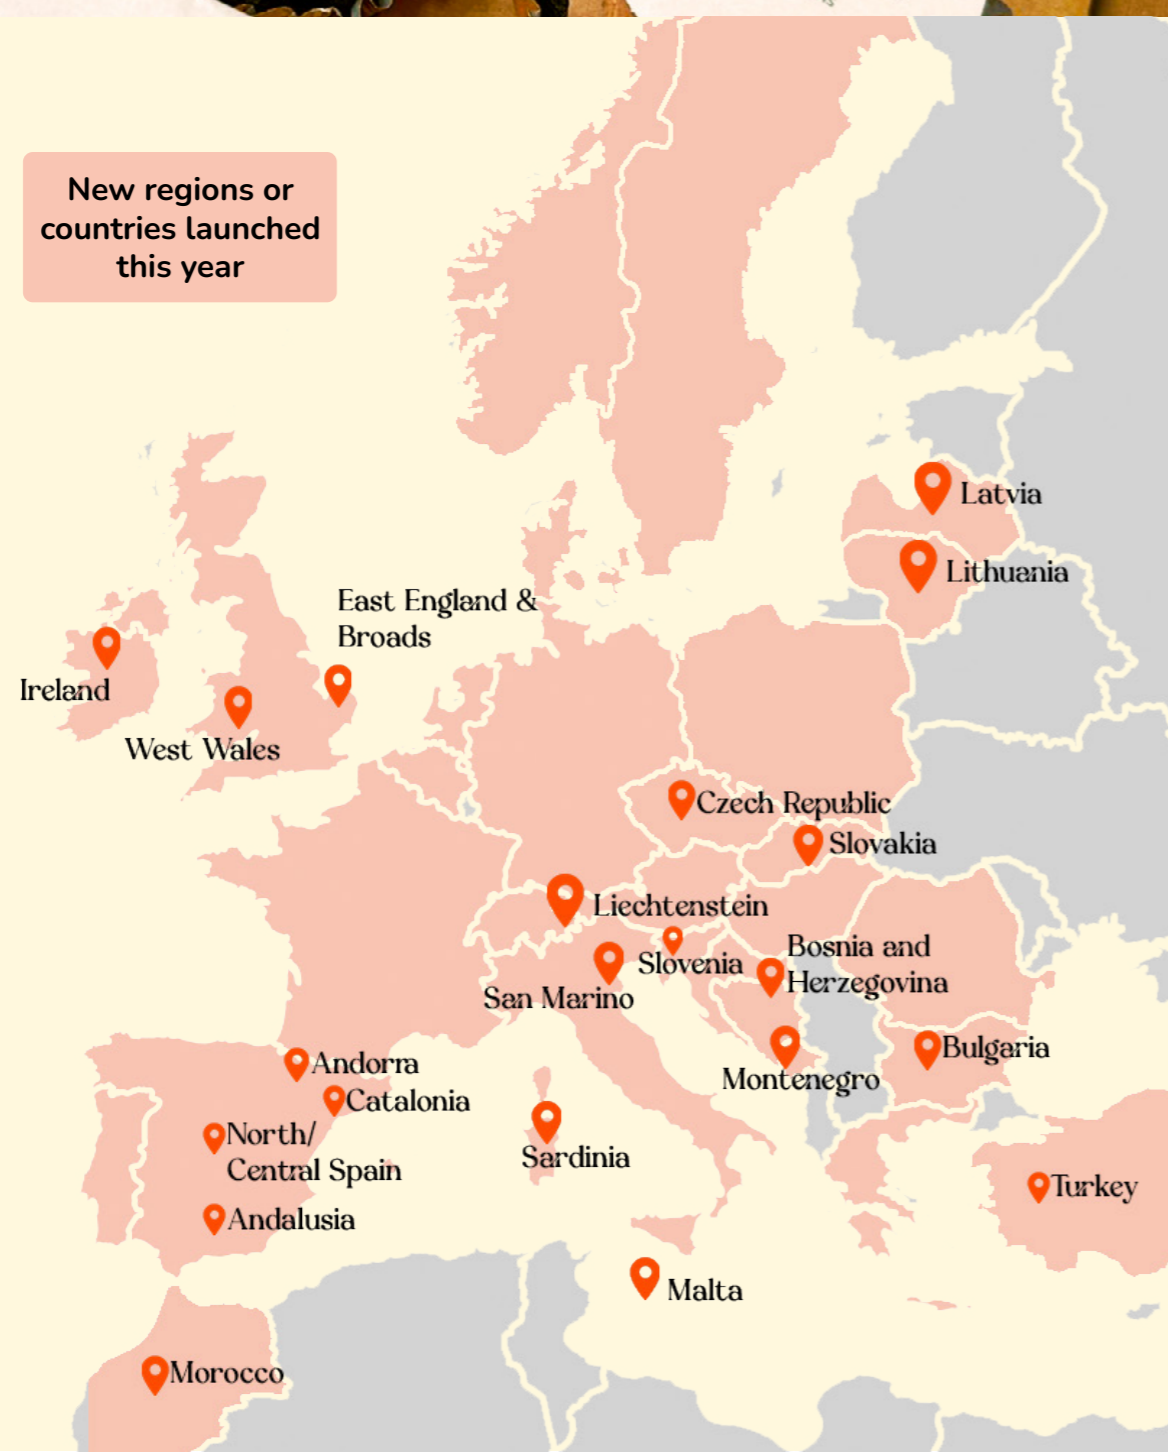 New regions or
countries launched
this year
Latvia
Lithuania
East England &
Broads
Ireland
West Wales
Czech Republic
Slovakia
Liechtenstein
Bosnia and
Herzegovina
Slovenia
San Marino
Bulgaria
Andorra
Montenegro
Catalonia
North/
Central Spain
Sardinia
Turkey
Andalusia
Malta
Morocco